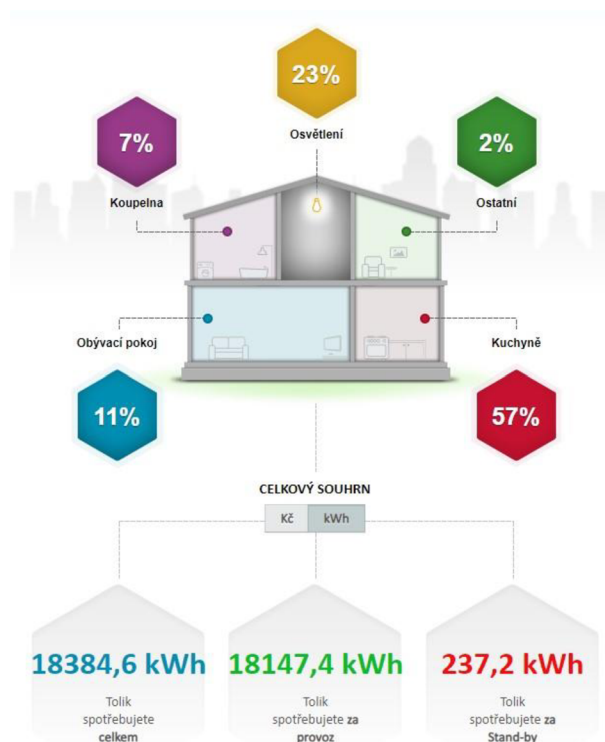 23%
Osvětlení
7%
Koupelna
2%
Ostatní
Obývací pokoj
11%
Kuchyně
57%
CELKOVÝ SOUHRN
Kč kWh
18384,6 kWh
Tolik
spotřebujete
celkem
18147,4 kWh
Tolik
spotřebujete za
provoz
237,2 kWh
Tolik
spotřebujete za
Stand-by